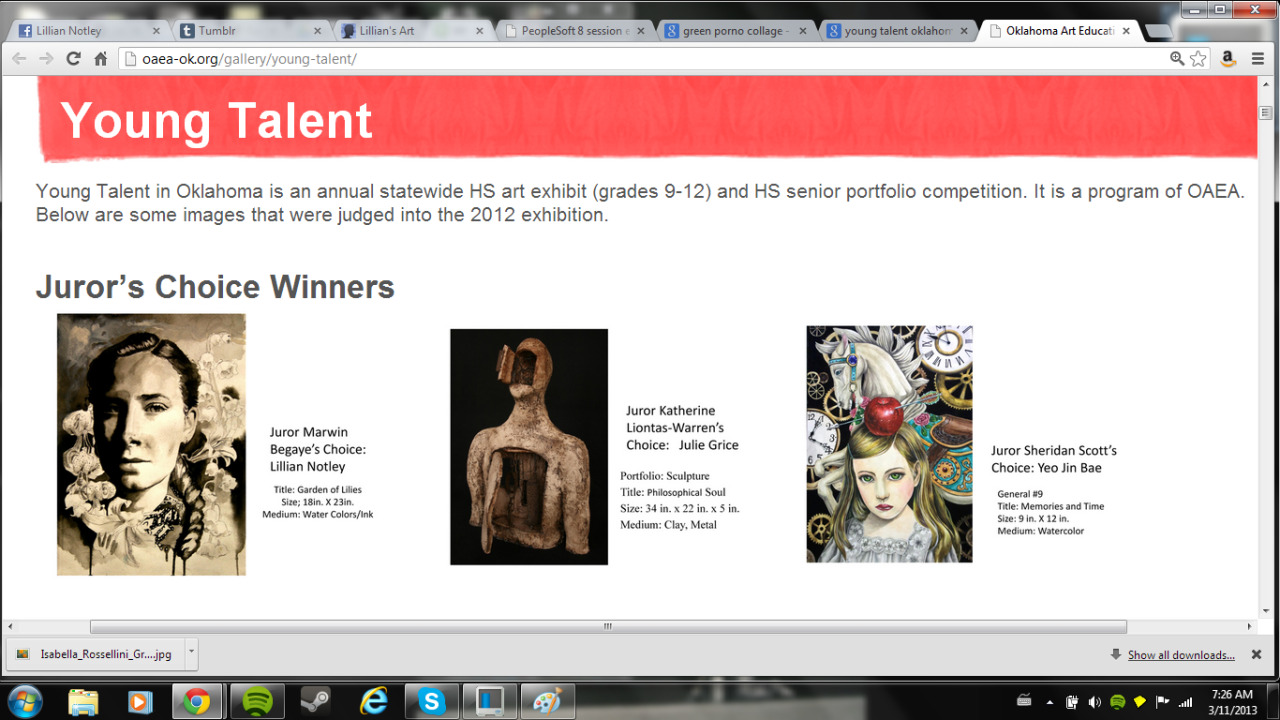 Lillian Notley
Tumblr
Lillian's Art
PeopleSoft 8 session e
green porno collage -
young talent oklahom
Oklahoma Art Educati
oaea-ok.org/gallery/young-talent/
Young Talent
Young Talent in Oklahoma is an annual statewide HS art exhibit (grades 9-12) and HS senior portfolio competition. It is a program of OAEA.
Below are some images that were judged into the 2012 exhibition.
Juror's Choice Winners
Juror Marwin
Begaye's Choice:
Lillian Notley
Title: Garden of Lilies
Size; 18in. X 23in.
Medium: Water Colors/Ink
Juror Katherine
Liontas-Warren's
Choice: Julie Grice
Portfolio: Sculpture
Title: Philosophical Soul
Size: 34 in. x 22 in. x 5 in.
Medium: Clay, Metal
Juror Sheridan Scott's
Choice: Yeo Jin Bae
General #9
Title: Memories and Time
Size: 9 in. X 12 in.
Medium: Watercolor
Isabella_Rossellini_Gr....jpg
Show all downloads...
7:26 AM
3/11/2013